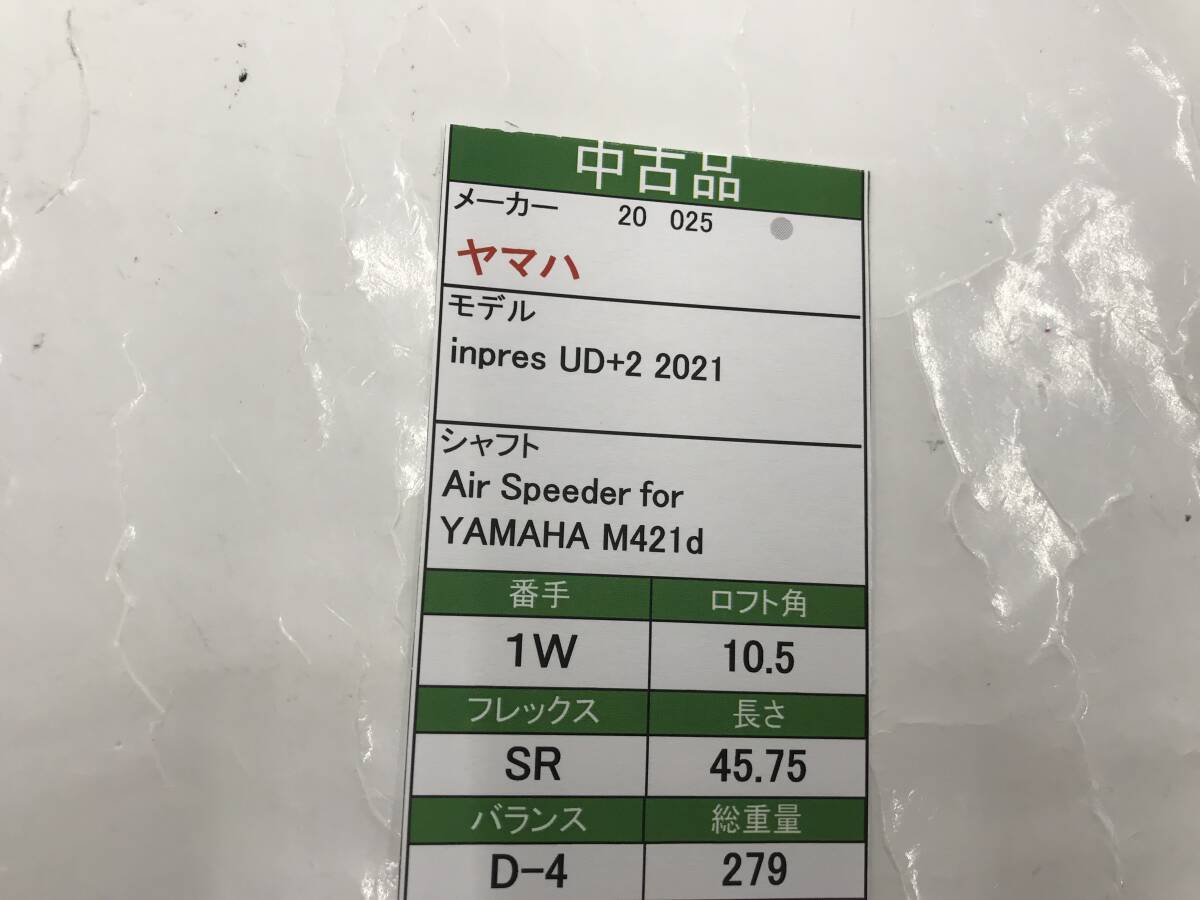 中古品
メーカー 20 025
ヤマハ
モデル
inpres UD+2 2021
シャフト
Air Speeder for
YAMAHA M421d
番手 ロフト角
1W 10.5
フレックス 長さ
SR 45.75
バランス 総重量
D-4 279